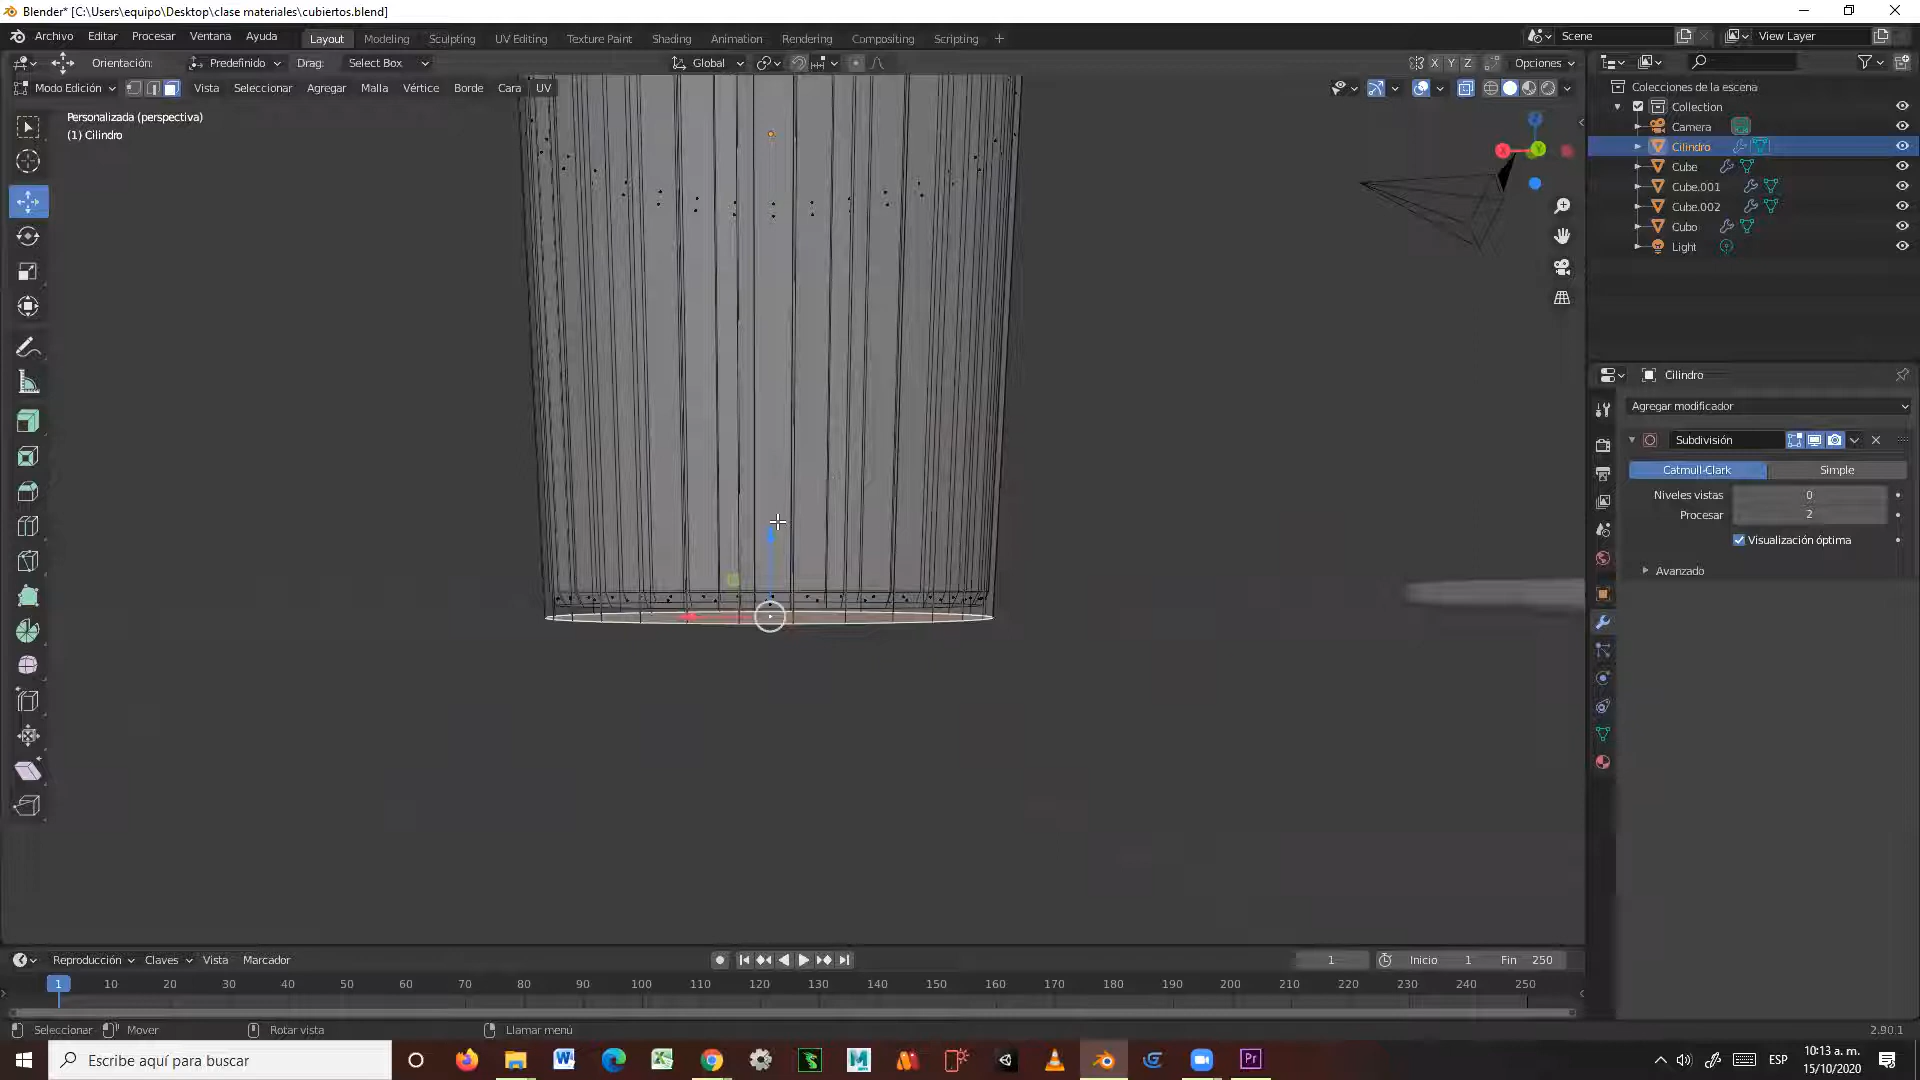 Blender* [C:\Users\equipo\Desktop\clase materiales\cubiertos.blend]
Archivo Editar Procesar Ventana Ayuda Layout Modeling Sculpting UV Editing Texture Paint Shading Animation Rendering Compositing Scripting + Scene View Layer
Orientación: Predefinido Drag: Select Box Global X Y Z Opciones
Modo Edición Vista Seleccionar Agregar Malla Vértice Borde Cara UV
Personalizada (perspectiva)
(1) Cilindro
X Y
Colecciones de la escena
Collection
Camera
Cilindro
Cube
Cube.001
Cube.002
Cubo
Light
Cilindro
Agregar modificador
Subdivisión
Catmull-Clark Simple
Niveles vistas 0
Procesar 2
Visualización óptima
Avanzado
Reproducción Claves Vista Marcador 1 Inicio 1 Fin 250
1 10 20 30 40 50 60 70 80 90 100 110 120 130 140 150 160 170 180 190 200 210 220 230 240 250
Seleccionar Mover Rotar vista Llamar menú 2.90.1
Escribe aquí para buscar ESP 10:13 a. m.
15/10/2020